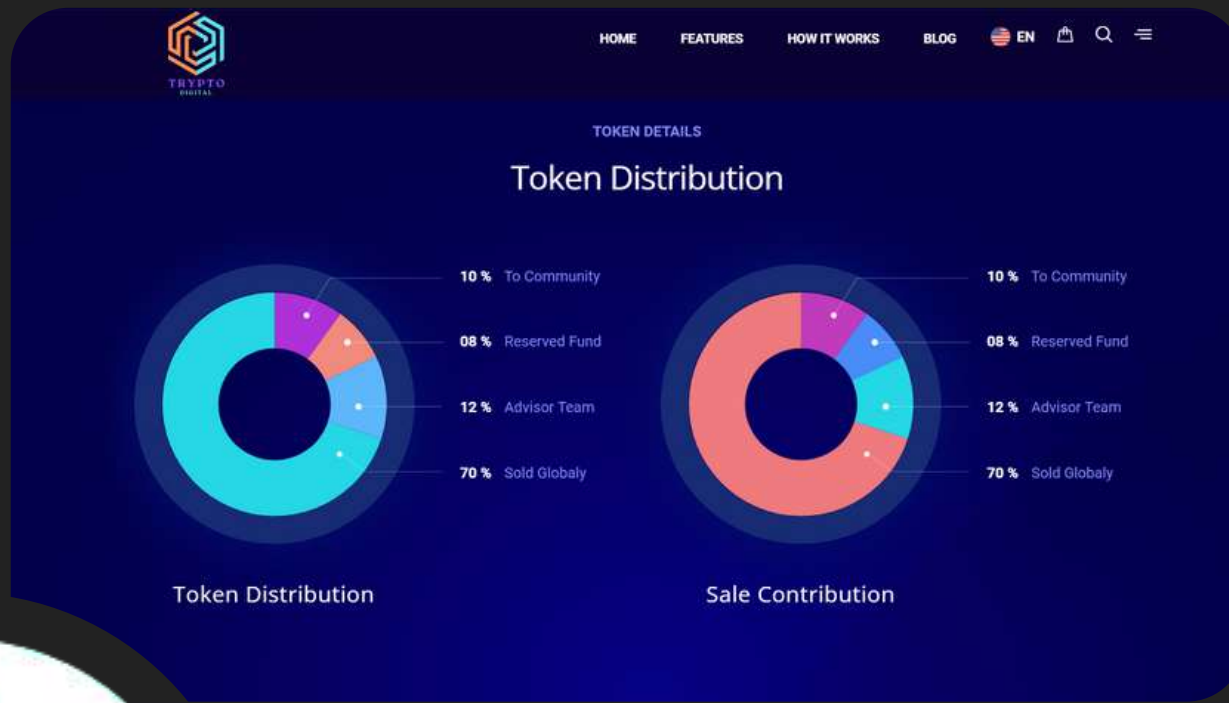 TRYPTO
DIGITAL
HOME FEATURES HOW IT WORKS BLOG EN
TOKEN DETAILS
Token Distribution
10 % To Community
08 % Reserved Fund
12 % Advisor Team
70 % Sold Globaly
Token Distribution
10 % To Community
08 % Reserved Fund
12 % Advisor Team
70 % Sold Globaly
Sale Contribution